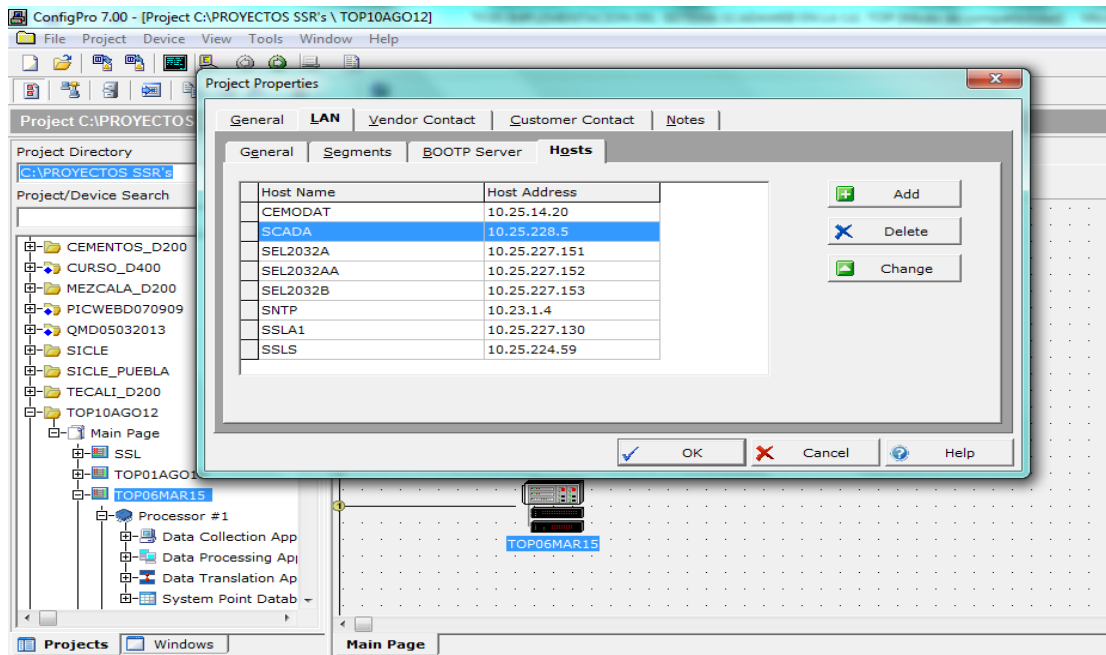 ConfigPro 7.00 - [Project C:\PROYECTOS SSR's \ TOP10AGO12]
File Project Device View Tools Window Help
Project Properties
General LAN Vendor Contact Customer Contact Notes
Project C:\PROYECTOS
General Segments BOOTP Server Hosts
Project Directory
C:\PROYECTOS SSR's
Project/Device Search
Host Name Host Address
CEMODAT 10.25.14.20
SCADA 10.25.228.5
SEL2032A 10.25.227.151
SEL2032AA 10.25.227.152
SEL2032B 10.25.227.153
SNTP 10.23.1.4
SSLA1 10.25.227.130
SSLS 10.25.224.59
Add
Delete
Change
CEMENTOS_D200
CURSO_D400
MEZCALA_D200
PICWEBD070909
QMD05032013
SICLE
SICLE_PUEBLA
TECALI_D200
TOP10AGO12
Main Page
SSL
TOP01AGO1
TOP06MAR15
Processor #1
Data Collection App
Data Processing Ap
Data Translation Ap
System Point Datab
OK Cancel Help
1
TOP06MAR15
Projects Windows
Main Page